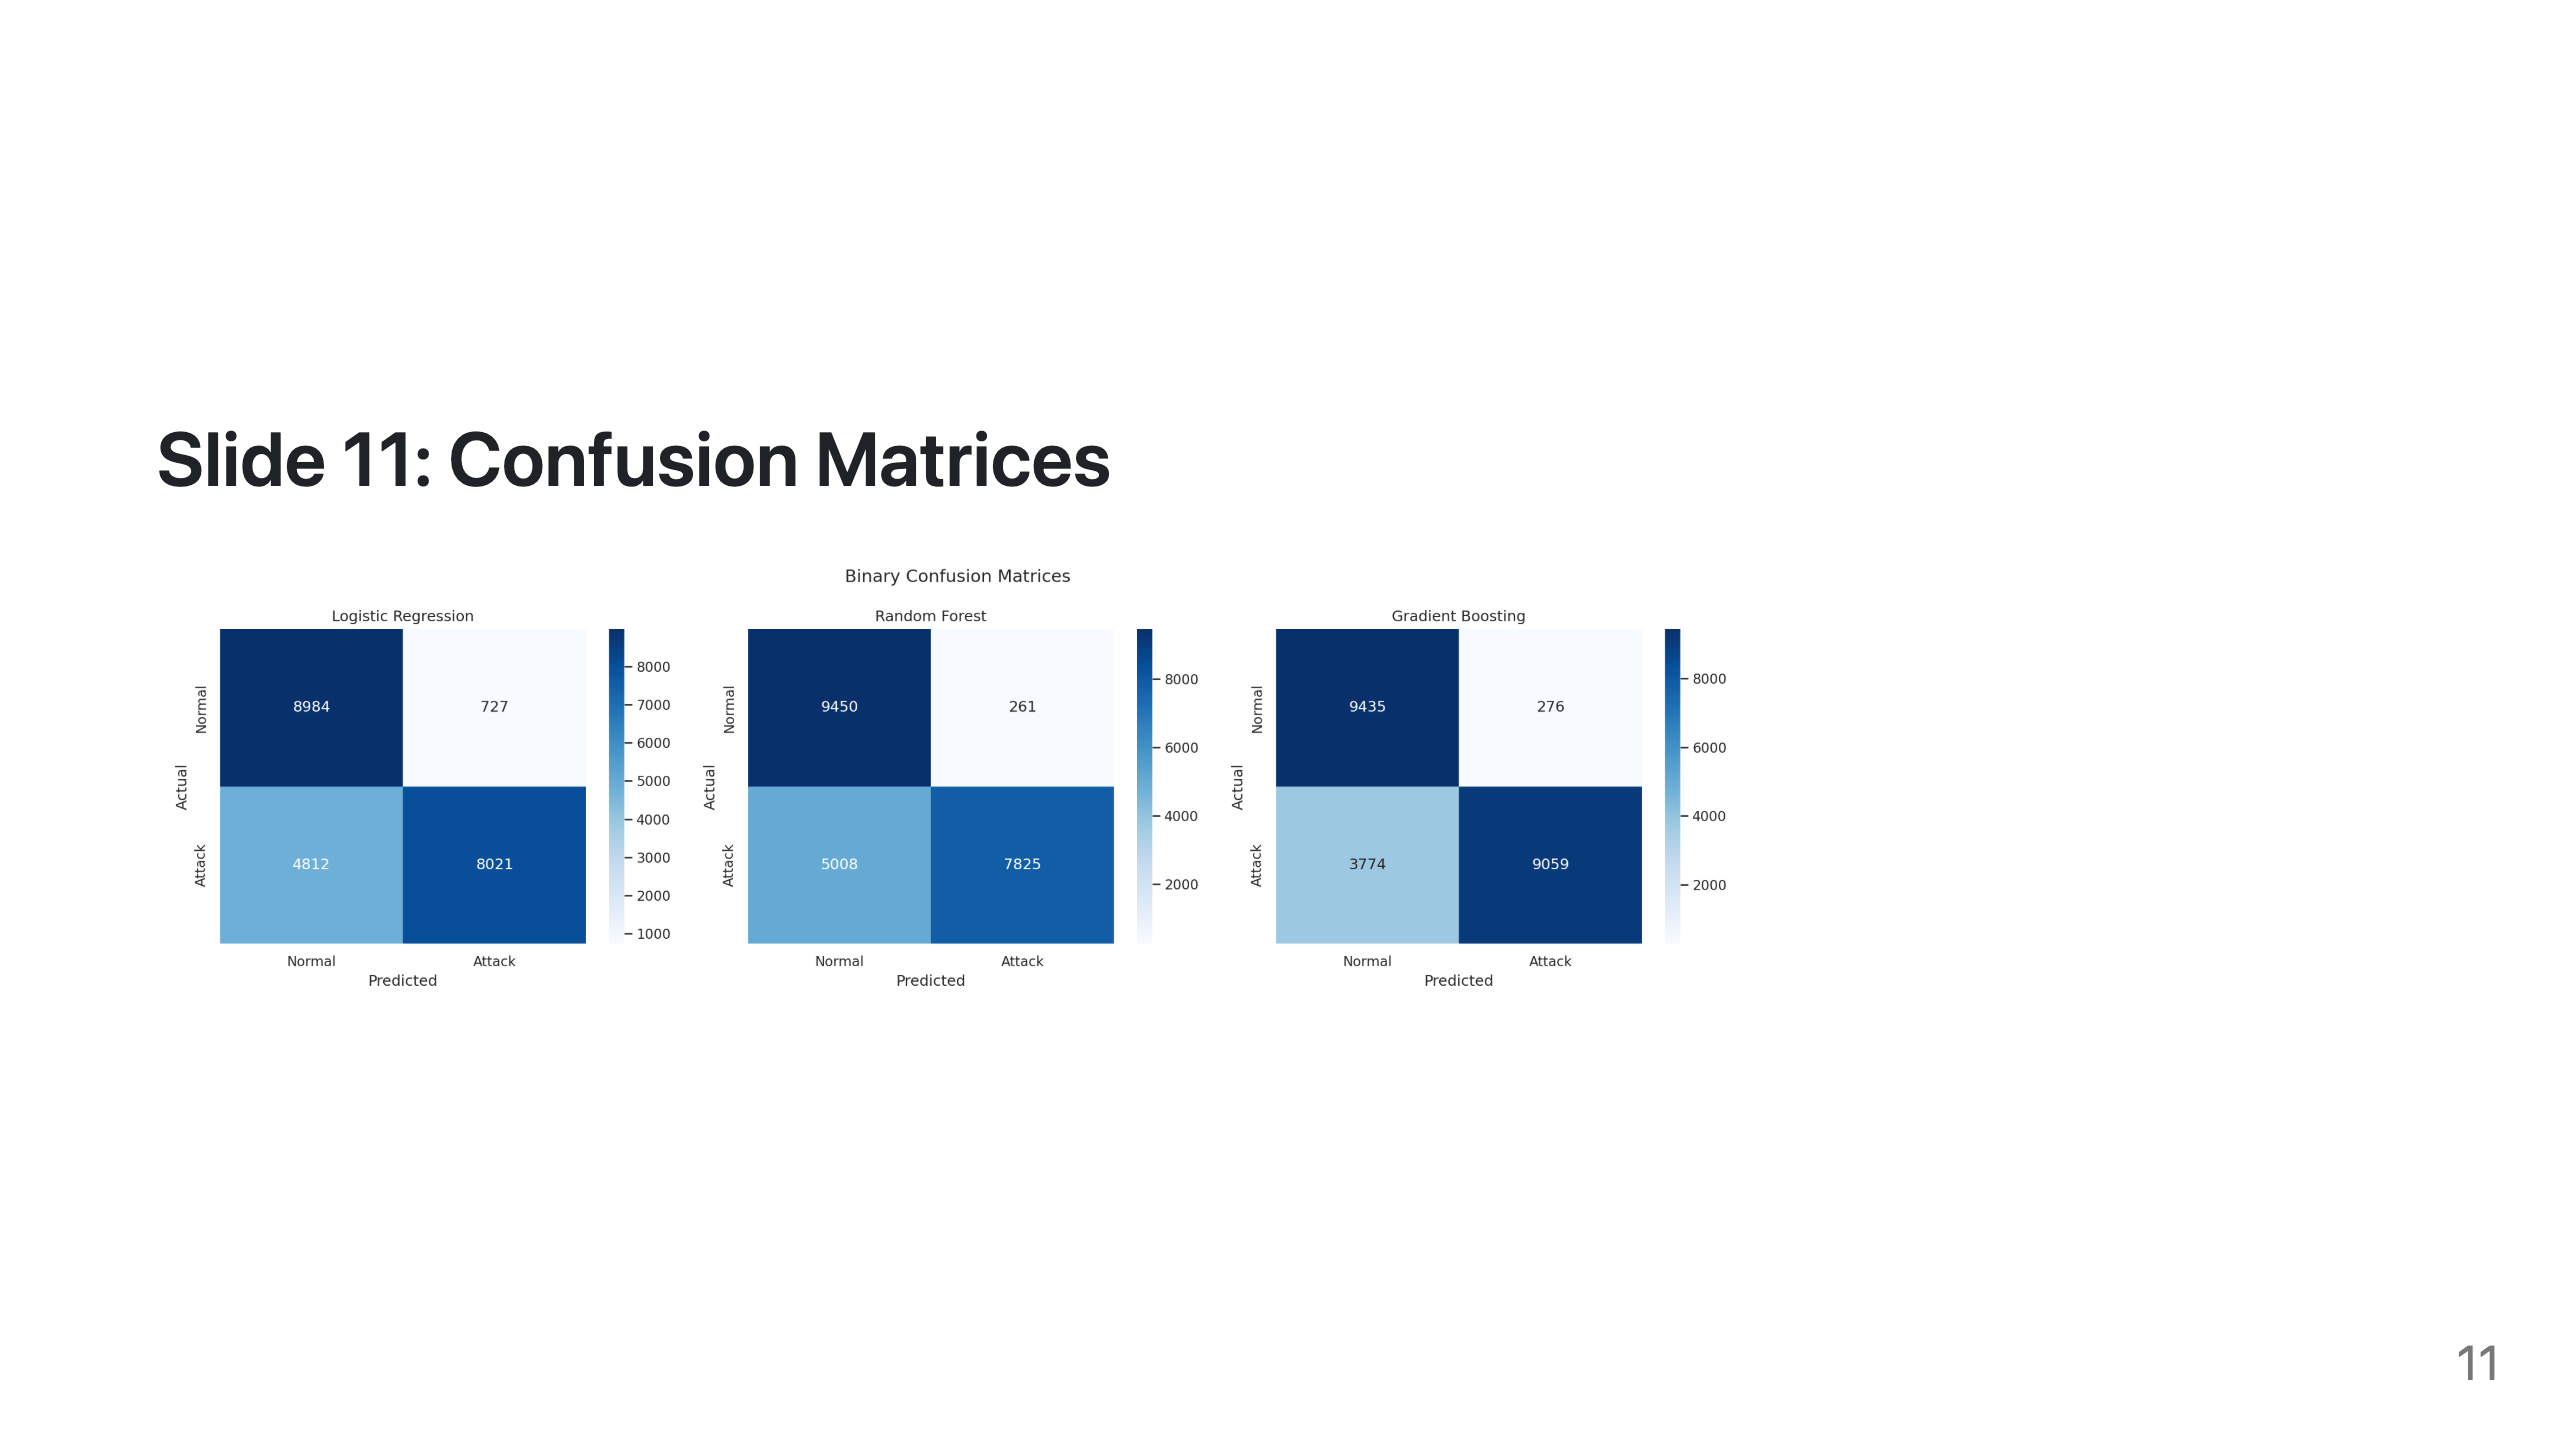 Slide 11: Confusion Matrices
Binary Confusion Matrices
Logistic Regression
Normal
Attack
Actual
8984
727
4812
8021
Normal
Attack
Predicted
8000
7000
6000
5000
4000
3000
2000
1000
Random Forest
Normal
Attack
Actual
9450
261
5008
7825
Normal
Attack
Predicted
8000
6000
4000
2000
Gradient Boosting
Normal
Attack
Actual
9435
276
3774
9059
Normal
Attack
Predicted
8000
6000
4000
2000
11